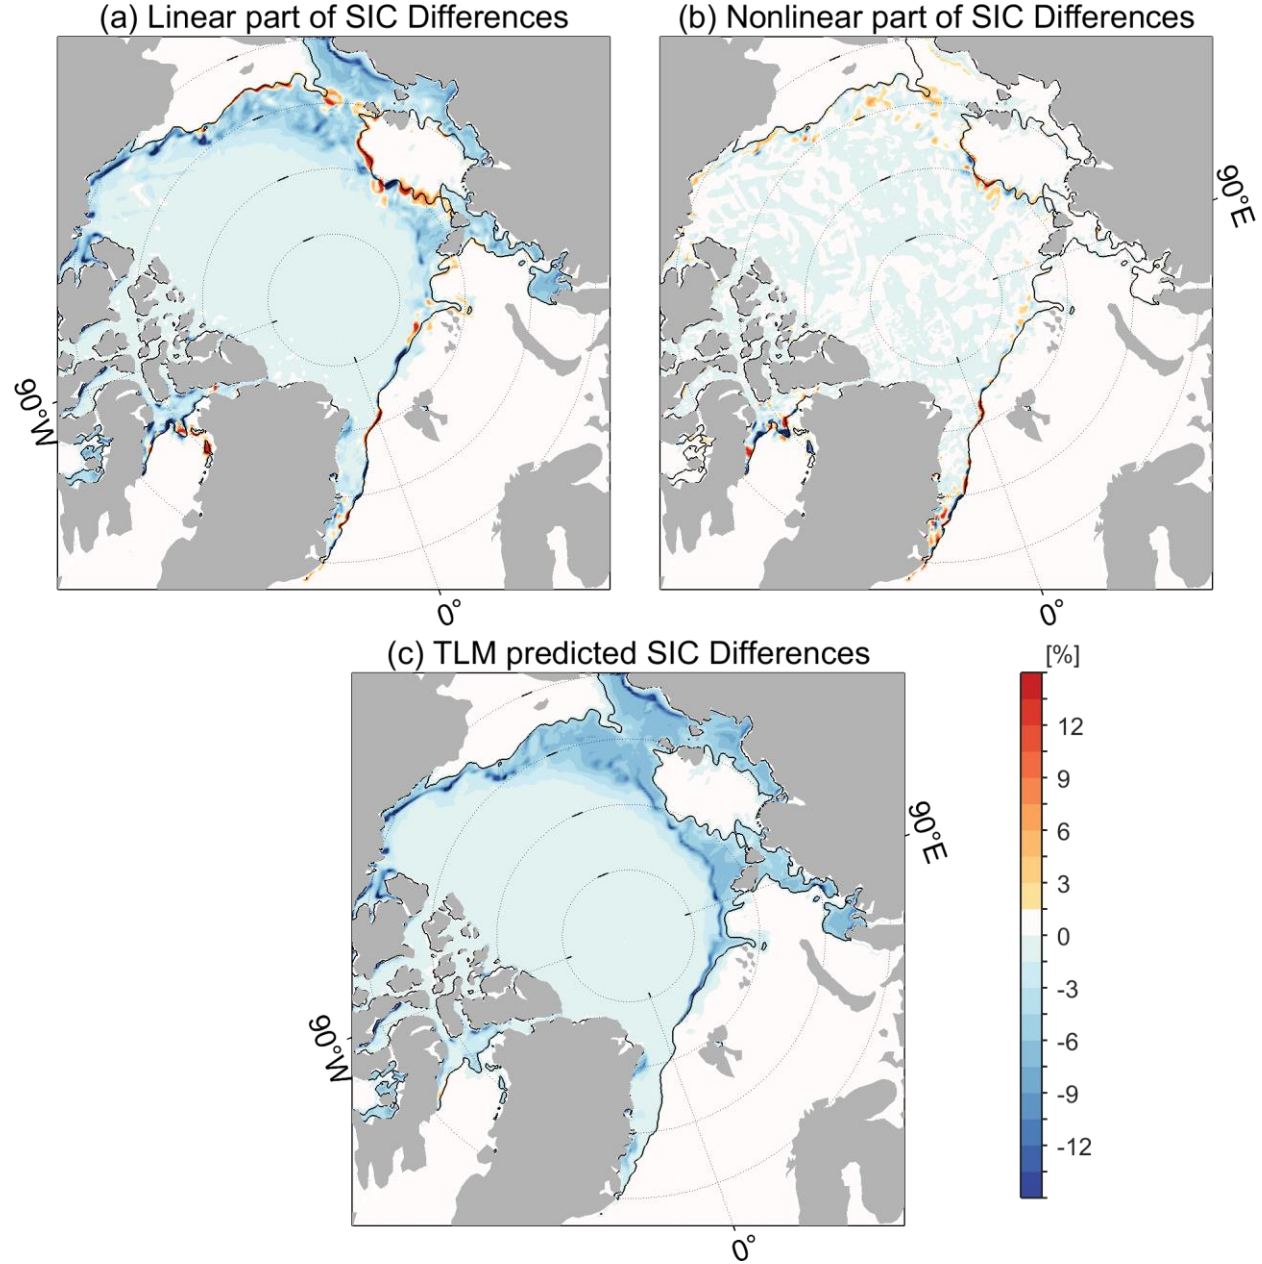 (a) Linear part of SIC Differences
(b) Nonlinear part of SIC Differences
90°E
90°W
0°
0°
(c) TLM predicted SIC Differences
[%]
12
9
6
3
0
-3
-6
-9
-12
90°E
90°W
0°